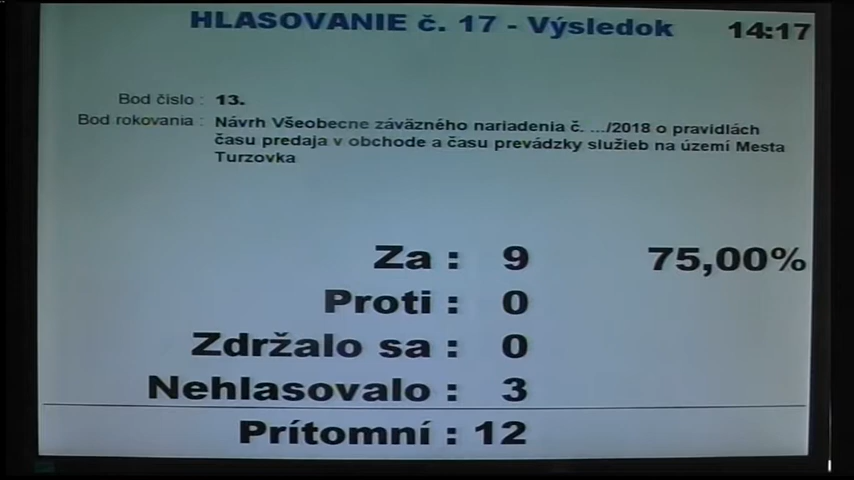 HLASOVANIE č. 17 - Výsledok 14:17
Bod číslo : 13.
Bod rokovania : Návrh Všeobecne záväzného nariadenia č. .../2018 o pravidlách
času predaja v obchode a času prevádzky služieb na území Mesta
Turzovka
Za : 9 75,00%
Proti : 0
Zdržalo sa : 0
Nehlasovalo : 3
Prítomní : 12